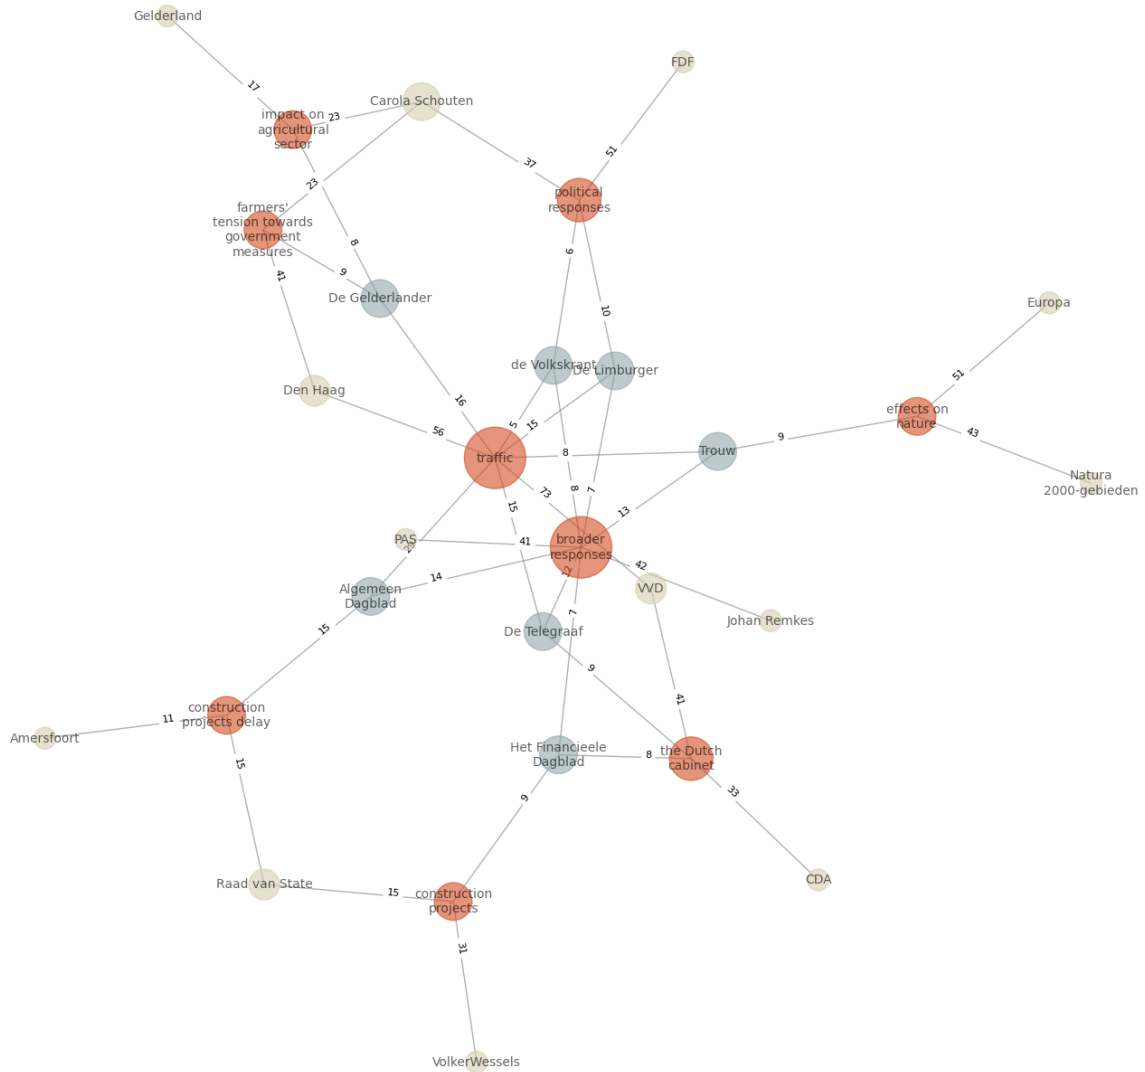 Gelderland
FDF
17
Carola Schouten
impact on
agricultural
sector
23
51
37
23
political
responses
farmers'
tension towards
government
measures
8
6
9
41
De Gelderlander
Europa
10
de Volkskrant
De Limburger
51
Den Haag
16
effects on
nature
5
15
56
9
43
traffic
8
Trouw
Natura
2000-gebieden
73
8
7
15
13
PAS
41
broader
responses
42
12
14
Algemeen
Dagblad
VVD
7
Johan Remkes
De Telegraaf
15
9
41
construction
projects delay
11
Amersfoort
Het Financieele
Dagblad
8
the Dutch
cabinet
15
33
9
Raad van State
15
CDA
construction
projects
31
VolkerWessels